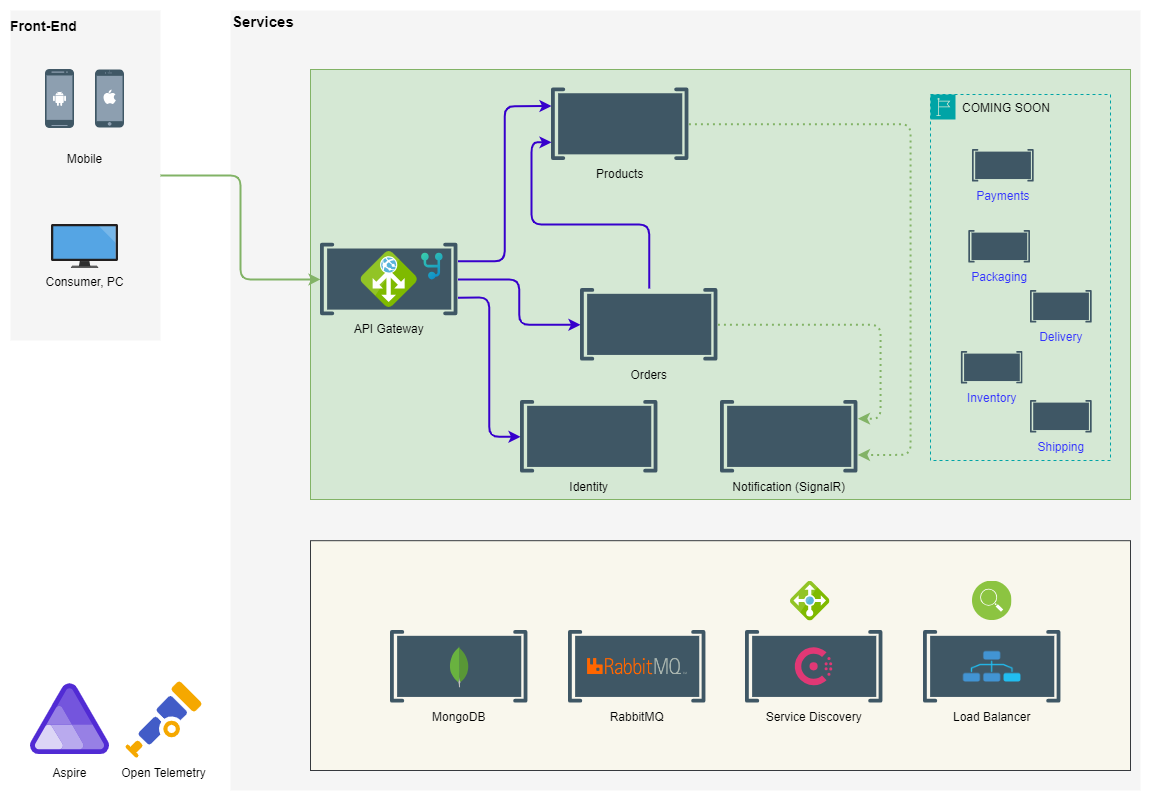 Front-End
Mobile
Consumer, PC
Services
Products
COMING SOON
Payments
Packaging
Delivery
Inventory
Shipping
API Gateway
Orders
Identity
Notification (SignalR)
RabbitMQ
MongoDB
RabbitMQ
Service Discovery
Load Balancer
Aspire
Open Telemetry